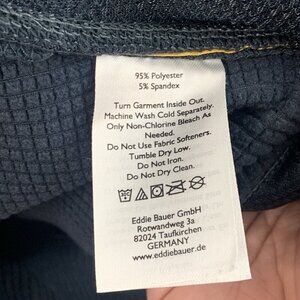 95% Polyester
5% Spandex
Turn Garment Inside Out.
Machine Wash Cold Separately.
Only Non-Chlorine Bleach As
Needed.
Do Not Use Fabric Softeners.
Tumble Dry Low.
Do Not Iron.
Do Not Dry Clean.
Eddie Bauer GmbH
Rotwandweg 3a
82024 Taufkirchen
GERMANY
www.eddiebauer.de